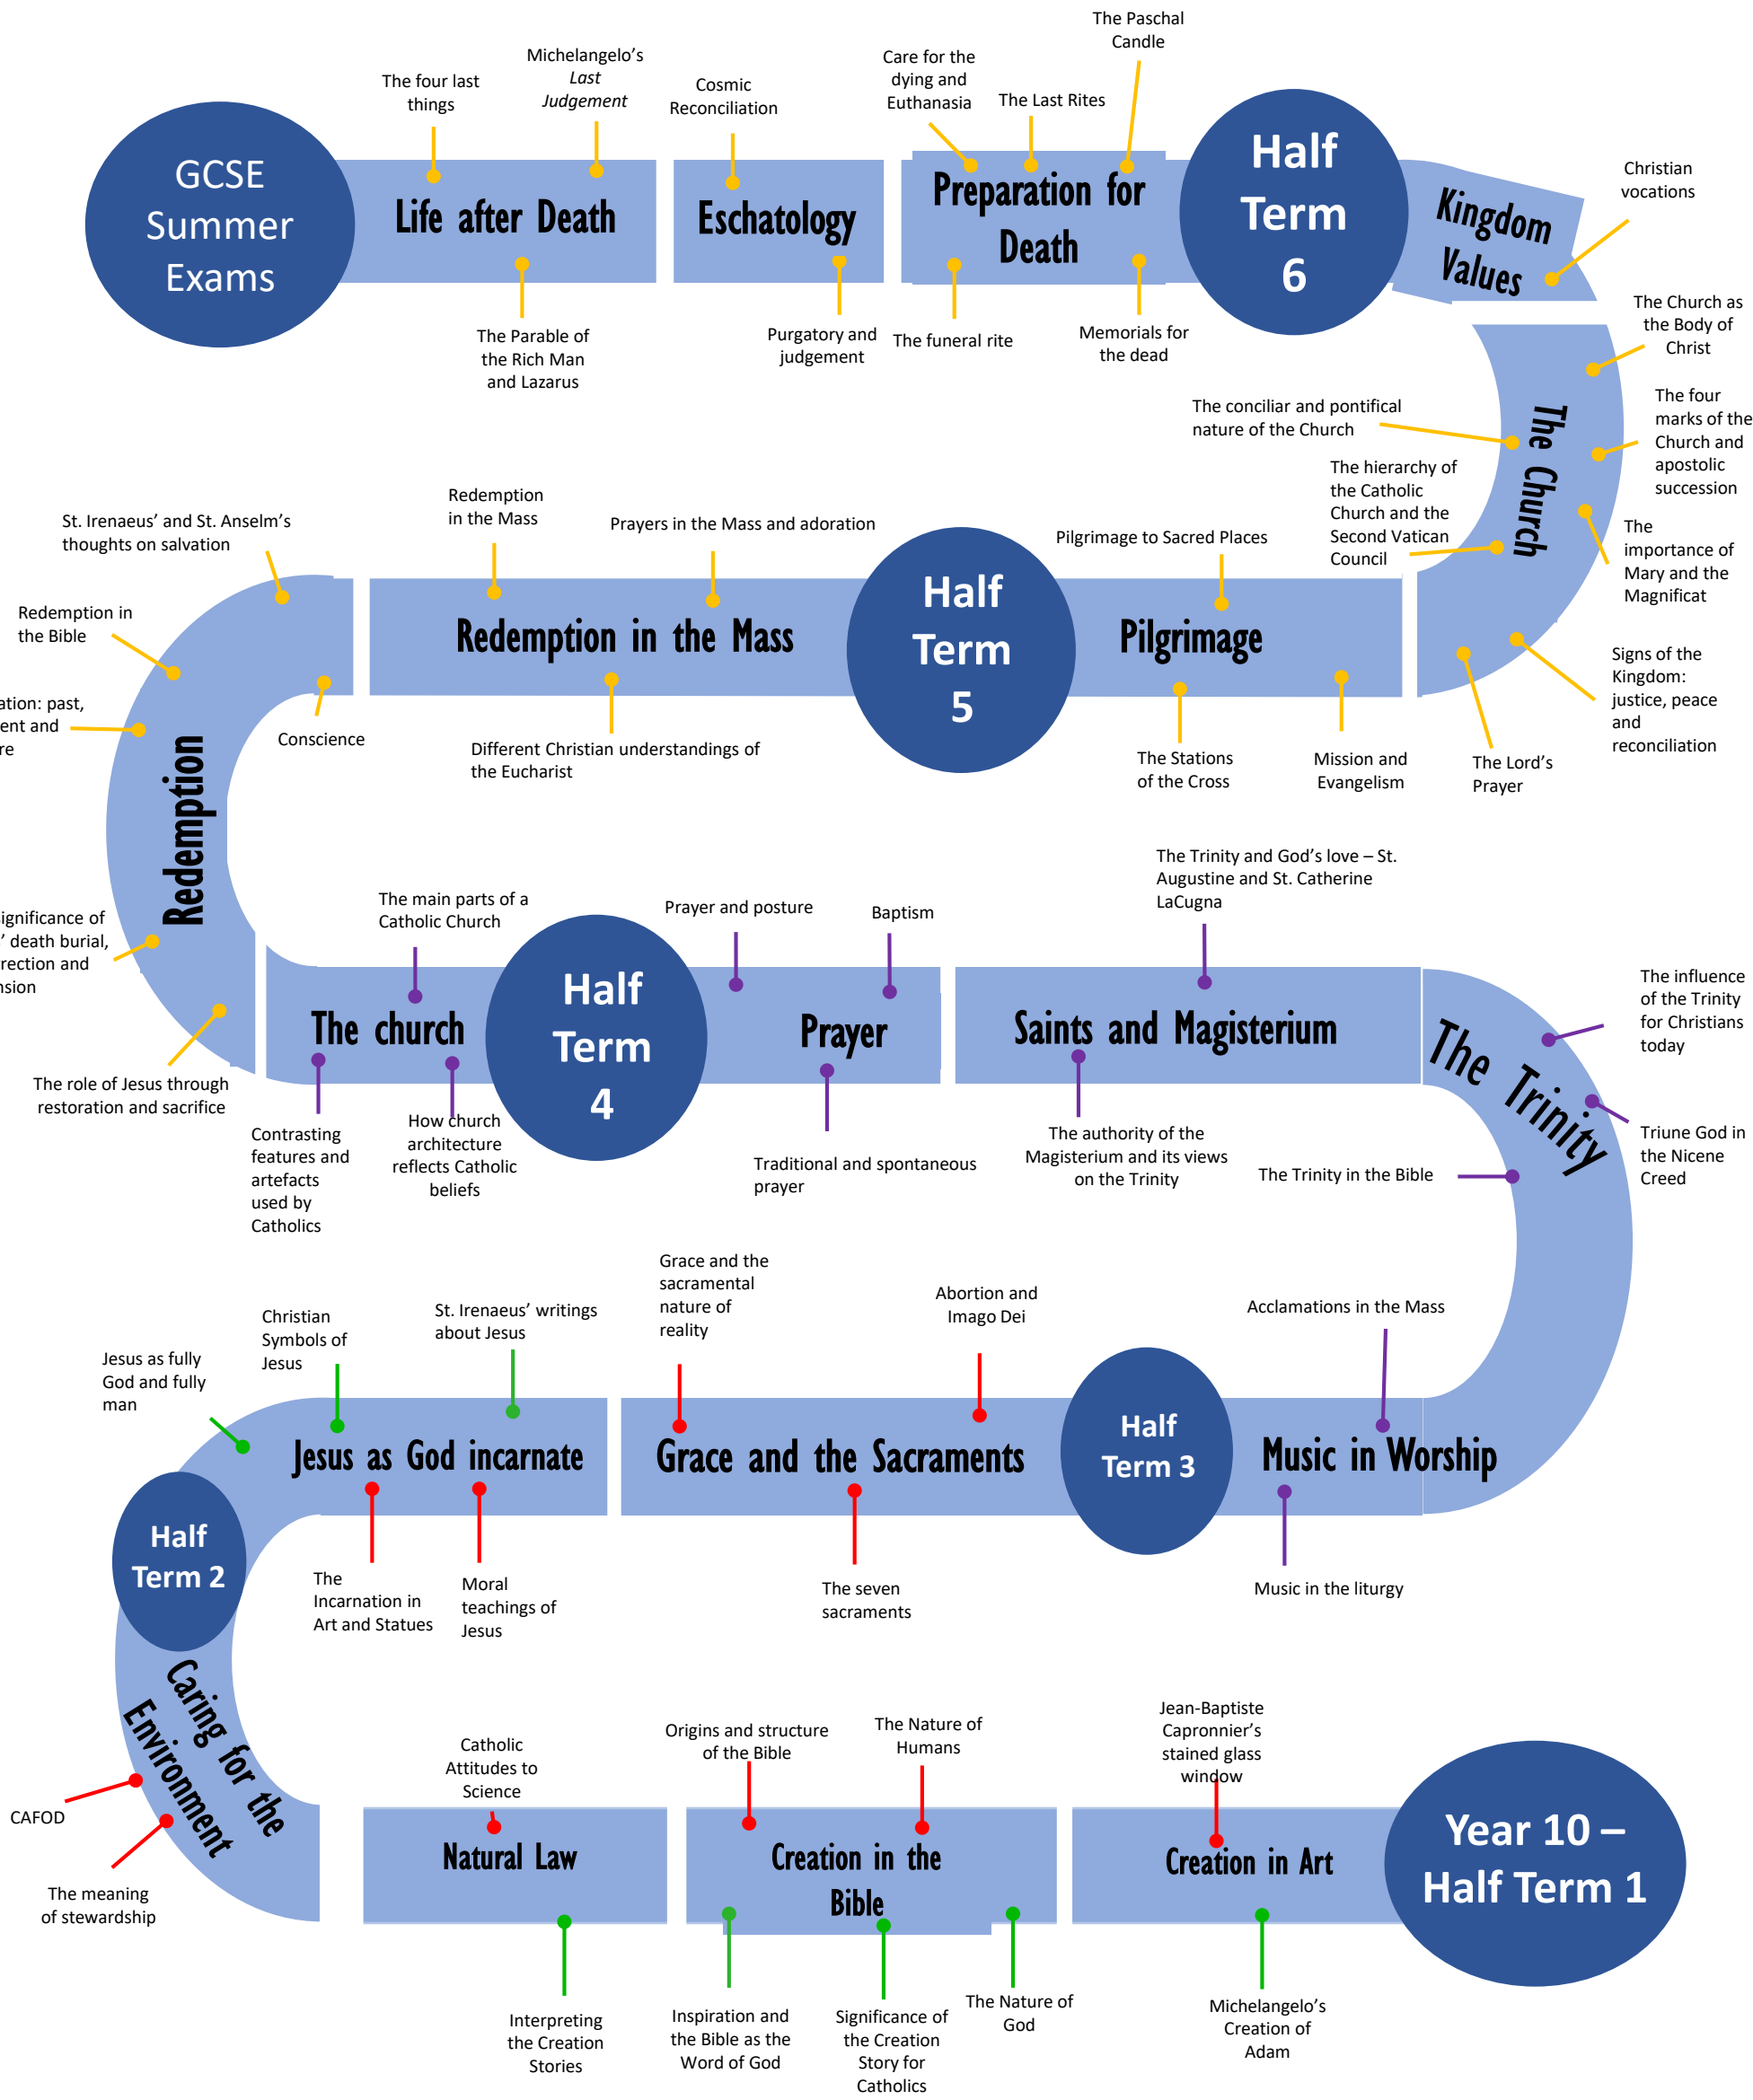 The Paschal
Candle
Michelangelo's
Last
Judgement
Care for the
dying and
Euthanasia
The four last
things
Cosmic
Reconciliation
The Last Rites
GCSE
Summer
Exams
Life after Death
Eschatology
Preparation for
Death
Half
Term
6
Kingdom
Values
Christian
vocations
The Parable of
the Rich Man
and Lazarus
Purgatory and
judgement
The funeral rite
Memorials for
the dead
The Church as
the Body of
Christ
The conciliar and pontifical
nature of the Church
The four
marks of the
Church and
apostolic
succession
The Church
The hierarchy of
the Catholic
Church and the
Second Vatican
Council
The
importance of
Mary and the
Magnificat
Signs of the
Kingdom:
justice, peace
and
reconciliation
The Lord's
Prayer
St. Irenaeus' and St. Anselm's
thoughts on salvation
Redemption
in the Mass
Prayers in the Mass and adoration
Pilgrimage to Sacred Places
Redemption in
the Bible
Redemption in the Mass
Half
Term
5
Pilgrimage
ation: past,
ent and
re
Conscience
Different Christian understandings of
the Eucharist
The Stations
of the Cross
Mission and
Evangelism
Redemption
ignificance of
' death burial,
rection and
nsion
The role of Jesus through
restoration and sacrifice
The main parts of a
Catholic Church
Prayer and posture
Baptism
The Trinity and God's love – St.
Augustine and St. Catherine
LaCugna
The church
Half
Term
4
Prayer
Saints and Magisterium
The Trinity
The influence
of the Trinity
for Christians
today
Contrasting
features and
artefacts
used by
Catholics
How church
architecture
reflects Catholic
beliefs
Traditional and spontaneous
prayer
The authority of the
Magisterium and its views
on the Trinity
The Trinity in the Bible
Triune God in
the Nicene
Creed
Jesus as fully
God and fully
man
Christian
Symbols of
Jesus
St. Irenaeus' writings
about Jesus
Grace and the
sacramental
nature of
reality
Abortion and
Imago Dei
Acclamations in the Mass
Jesus as God incarnate
Grace and the Sacraments
Half
Term 3
Music in Worship
Half
Term 2
The
Incarnation in
Art and Statues
Moral
teachings of
Jesus
The seven
sacraments
Music in the liturgy
Caring for the
Environment
CAFOD
The meaning
of stewardship
Catholic
Attitudes to
Science
Origins and structure
of the Bible
The Nature of
Humans
Jean-Baptiste
Capronnier's
stained glass
window
Natural Law
Creation in the
Bible
Creation in Art
Year 10 –
Half Term 1
Interpreting
the Creation
Stories
Inspiration and
the Bible as the
Word of God
Significance of
the Creation
Story for
Catholics
The Nature of
God
Michelangelo's
Creation of
Adam